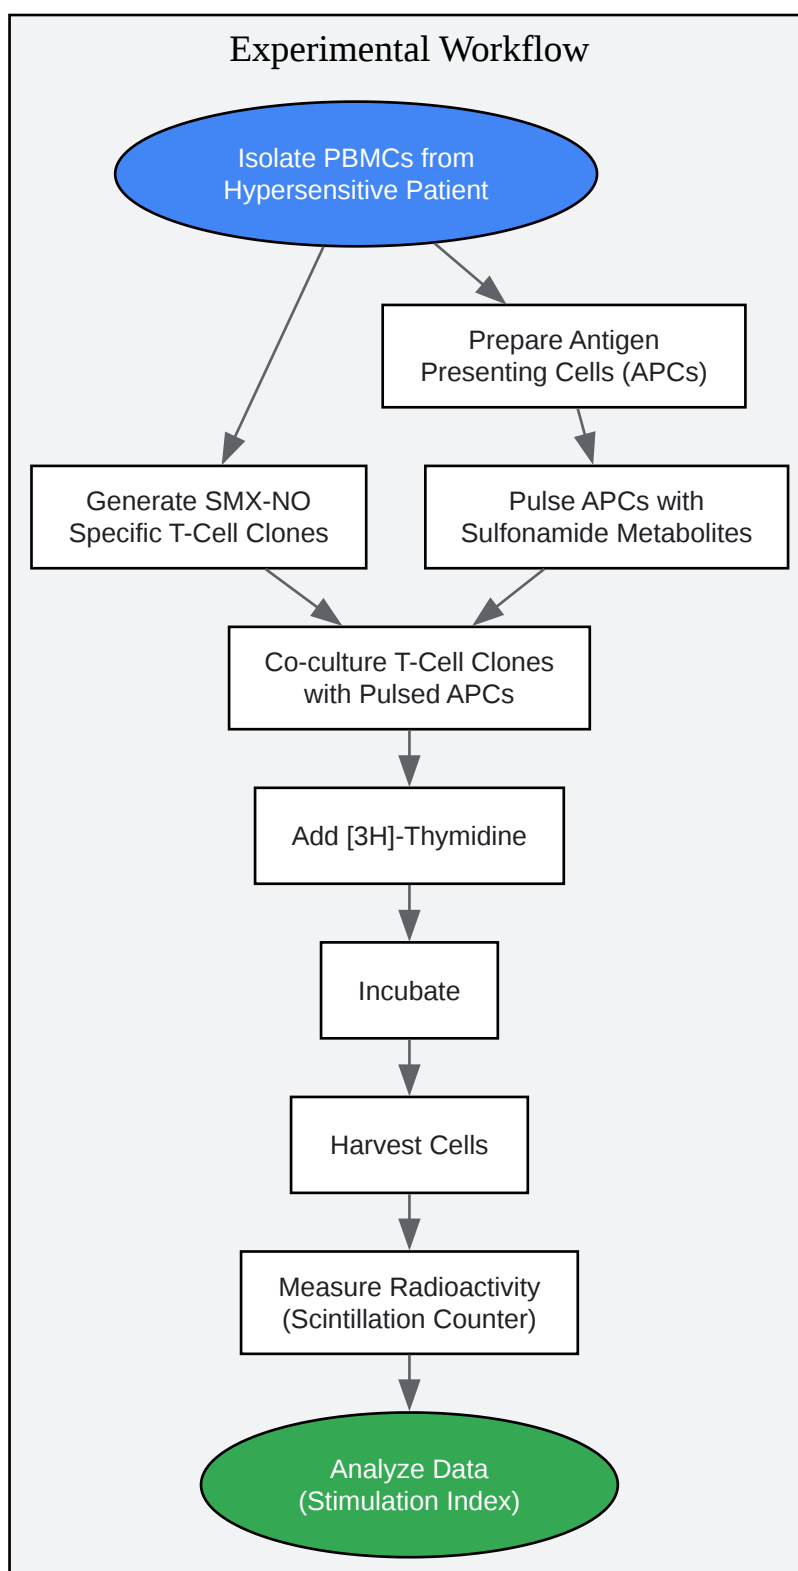 Experimental Workflow
Isolate PBMCs from
Hypersensitive Patient
Prepare Antigen
Presenting Cells (APCs)
Generate SMX-NO
Specific T-Cell Clones
Pulse APCs with
Sulfonamide Metabolites
Co-culture T-Cell Clones
with Pulsed APCs
Add [3H]-Thymidine
Incubate
Harvest Cells
Measure Radioactivity
(Scintillation Counter)
Analyze Data
(Stimulation Index)